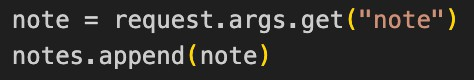 note = request.args.get("note")
notes.append(note)